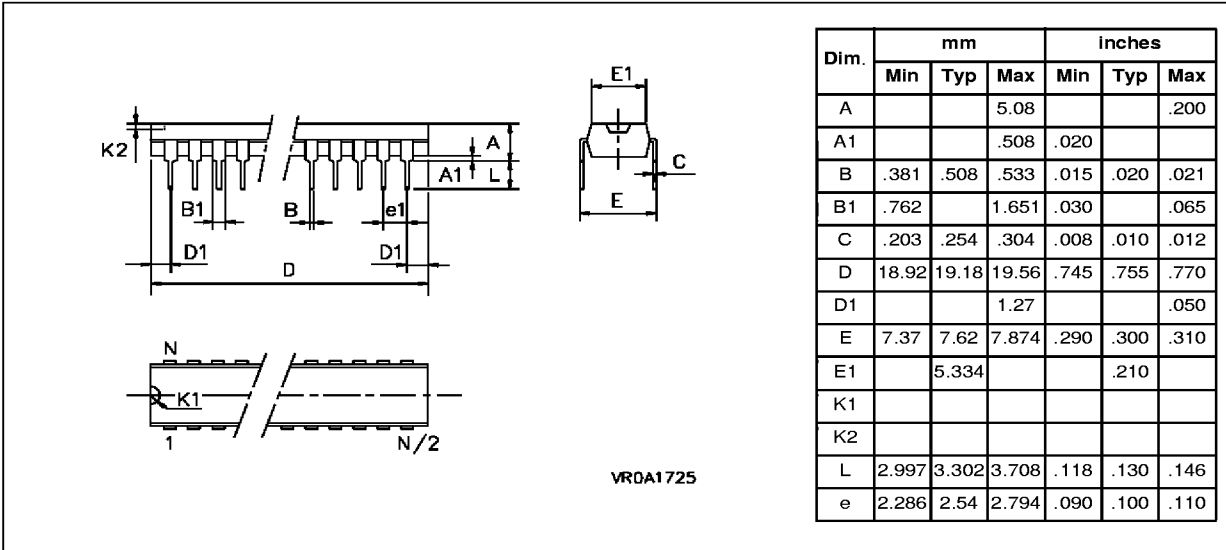 E1
K2
A
C
A1
L
B1
B
e1
E
D1
D1
D
N
K1
1
N/2
VR0A1725
Dim. mm inches
Min Typ Max Min Typ Max
A 5.08 .200
A1 .508 .020
B .381 .508 .533 .015 .020 .021
B1 .762 1.651 .030 .065
C .203 .254 .304 .008 .010 .012
D 18.92 19.18 19.56 .745 .755 .770
D1 1.27 .050
E 7.37 7.62 7.874 .290 .300 .310
E1 5.334 .210
K1
K2
L 2.997 3.302 3.708 .118 .130 .146
e 2.286 2.54 2.794 .090 .100 .110